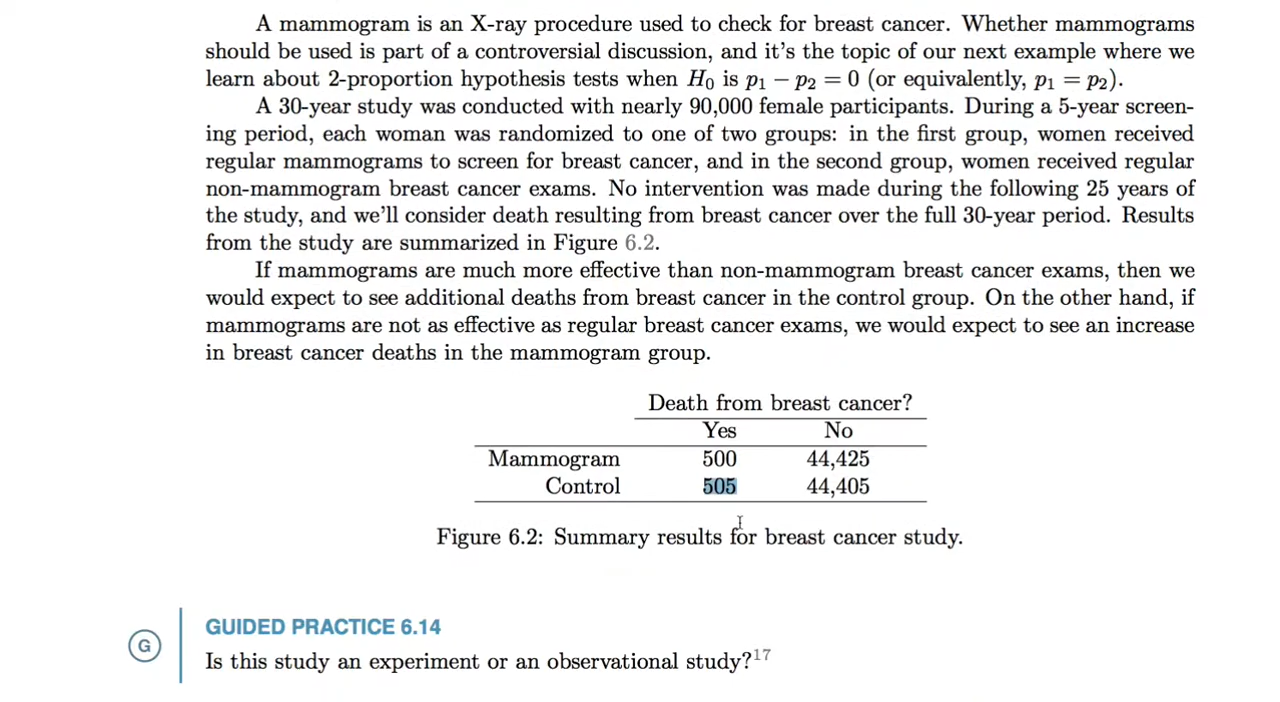 A mammogram is an X-ray procedure used to check for breast cancer. Whether mammograms
should be used is part of a controversial discussion, and it's the topic of our next example where we
learn about 2-proportion hypothesis tests when H₀ is p₁ − p₂ = 0 (or equivalently, p₁ = p₂).
A 30-year study was conducted with nearly 90,000 female participants. During a 5-year screen-
ing period, each woman was randomized to one of two groups: in the first group, women received
regular mammograms to screen for breast cancer, and in the second group, women received regular
non-mammogram breast cancer exams. No intervention was made during the following 25 years of
the study, and we'll consider death resulting from breast cancer over the full 30-year period. Results
from the study are summarized in Figure 6.2.
If mammograms are much more effective than non-mammogram breast cancer exams, then we
would expect to see additional deaths from breast cancer in the control group. On the other hand, if
mammograms are not as effective as regular breast cancer exams, we would expect to see an increase
in breast cancer deaths in the mammogram group.
Death from breast cancer?
Yes No
Mammogram 500 44,425
Control 505 44,405
Figure 6.2: Summary results for breast cancer study.
GUIDED PRACTICE 6.14
G
Is this study an experiment or an observational study?¹⁷